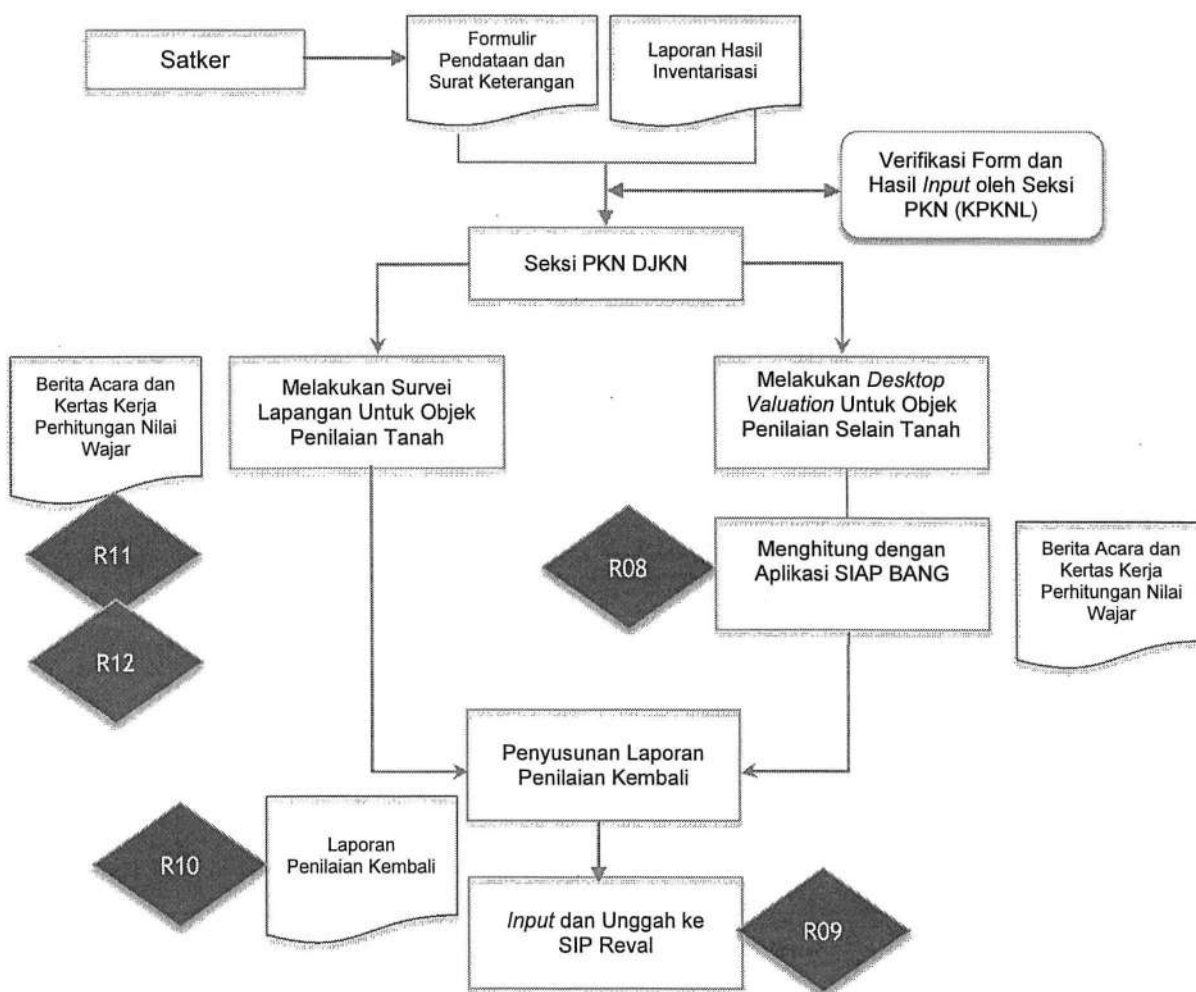 Satker
Formulir
Pendataan dan
Surat Keterangan
Laporan Hasil
Inventarisasi
Verifikasi Form dan
Hasil Input oleh Seksi
PKN (KPKNL)
Seksi PKN DJKN
Berita Acara dan
Kertas Kerja
Perhitungan Nilai
Wajar
Melakukan Survei
Lapangan Untuk Objek
Penilaian Tanah
Melakukan Desktop
Valuation Untuk Objek
Penilaian Selain Tanah
R11
R12
R08
Menghitung dengan
Aplikasi SIAP BANG
Berita Acara dan
Kertas Kerja
Perhitungan Nilai
Wajar
Penyusunan Laporan
Penilaian Kembali
R10
Laporan
Penilaian Kembali
Input dan Unggah ke
SIP Reval
R09